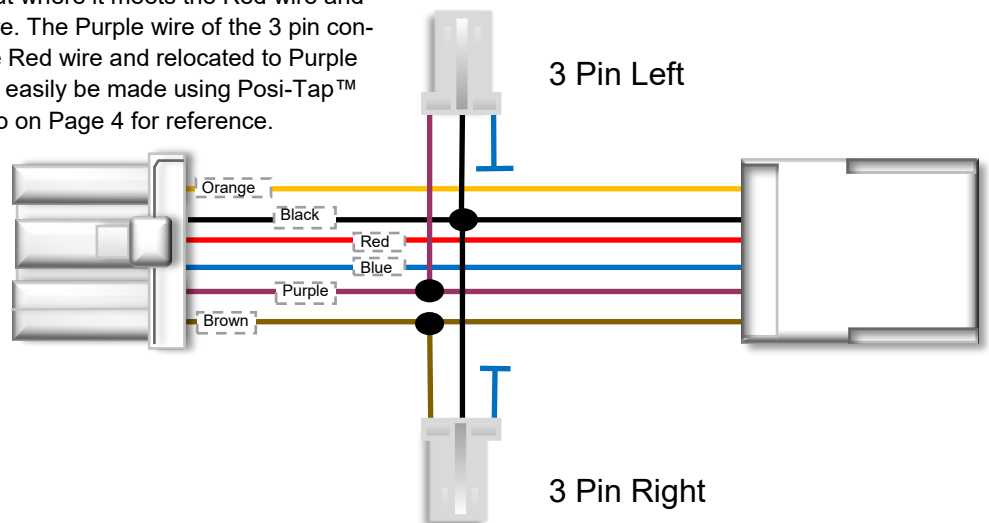 ut where it meets the Red wire and
re. The Purple wire of the 3 pin con-
e Red wire and relocated to Purple
easily be made using Posi-Tap™
o on Page 4 for reference.
3 Pin Left
Orange
Black
Red
Blue
Purple
Brown
3 Pin Right